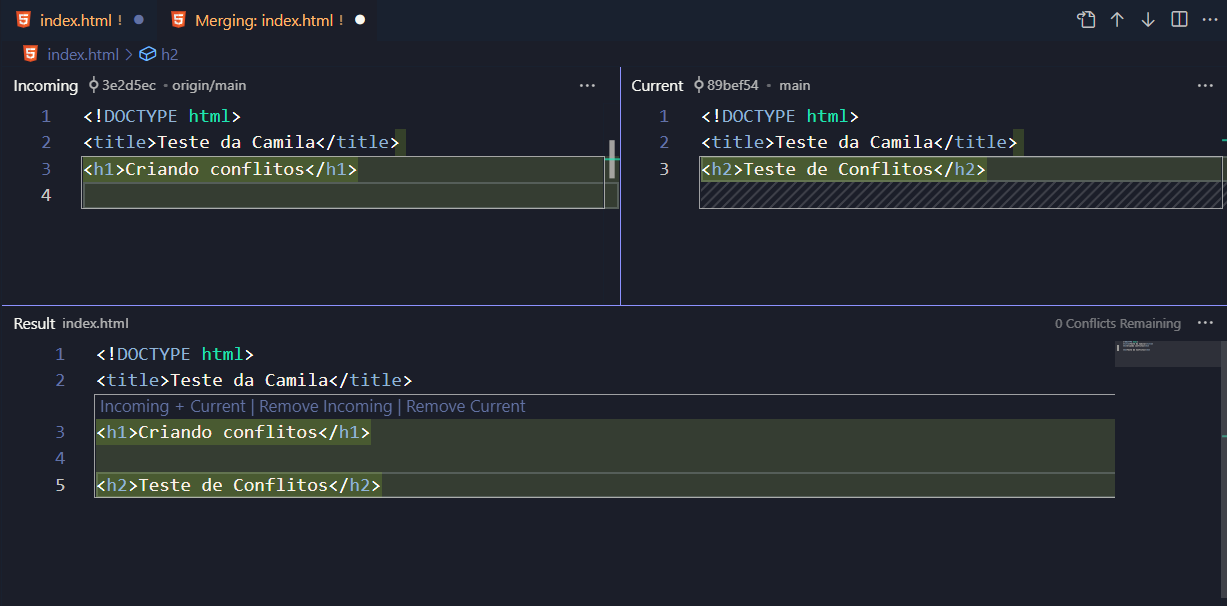 index.html ! Merging: index.html !
index.html > h2
Incoming 3e2d5ec • origin/main
1 <!DOCTYPE html>
2 <title>Teste da Camila</title>
3 <h1>Criando conflitos</h1>
4
Current 89bef54 • main
1 <!DOCTYPE html>
2 <title>Teste da Camila</title>
3 <h2>Teste de Conflitos</h2>
Result index.html 0 Conflicts Remaining
1 <!DOCTYPE html>
2 <title>Teste da Camila</title>
Incoming + Current | Remove Incoming | Remove Current
3 <h1>Criando conflitos</h1>
4
5 <h2>Teste de Conflitos</h2>